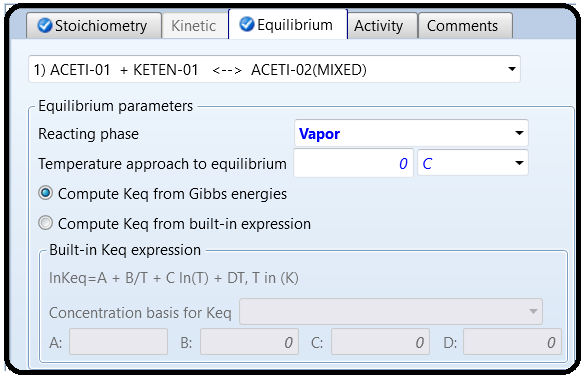 Stoichiometry Kinetic Equilibrium Activity Comments
1) ACETI-01 + KETEN-01 <--> ACETI-02(MIXED)
Equilibrium parameters
Reacting phase Vapor
Temperature approach to equilibrium 0 C
Compute Keq from Gibbs energies
Compute Keq from built-in expression
Built-in Keq expression
lnKeq=A + B/T + C ln(T) + DT, T in (K)
Concentration basis for Keq
A: B: 0 C: 0 D: 0